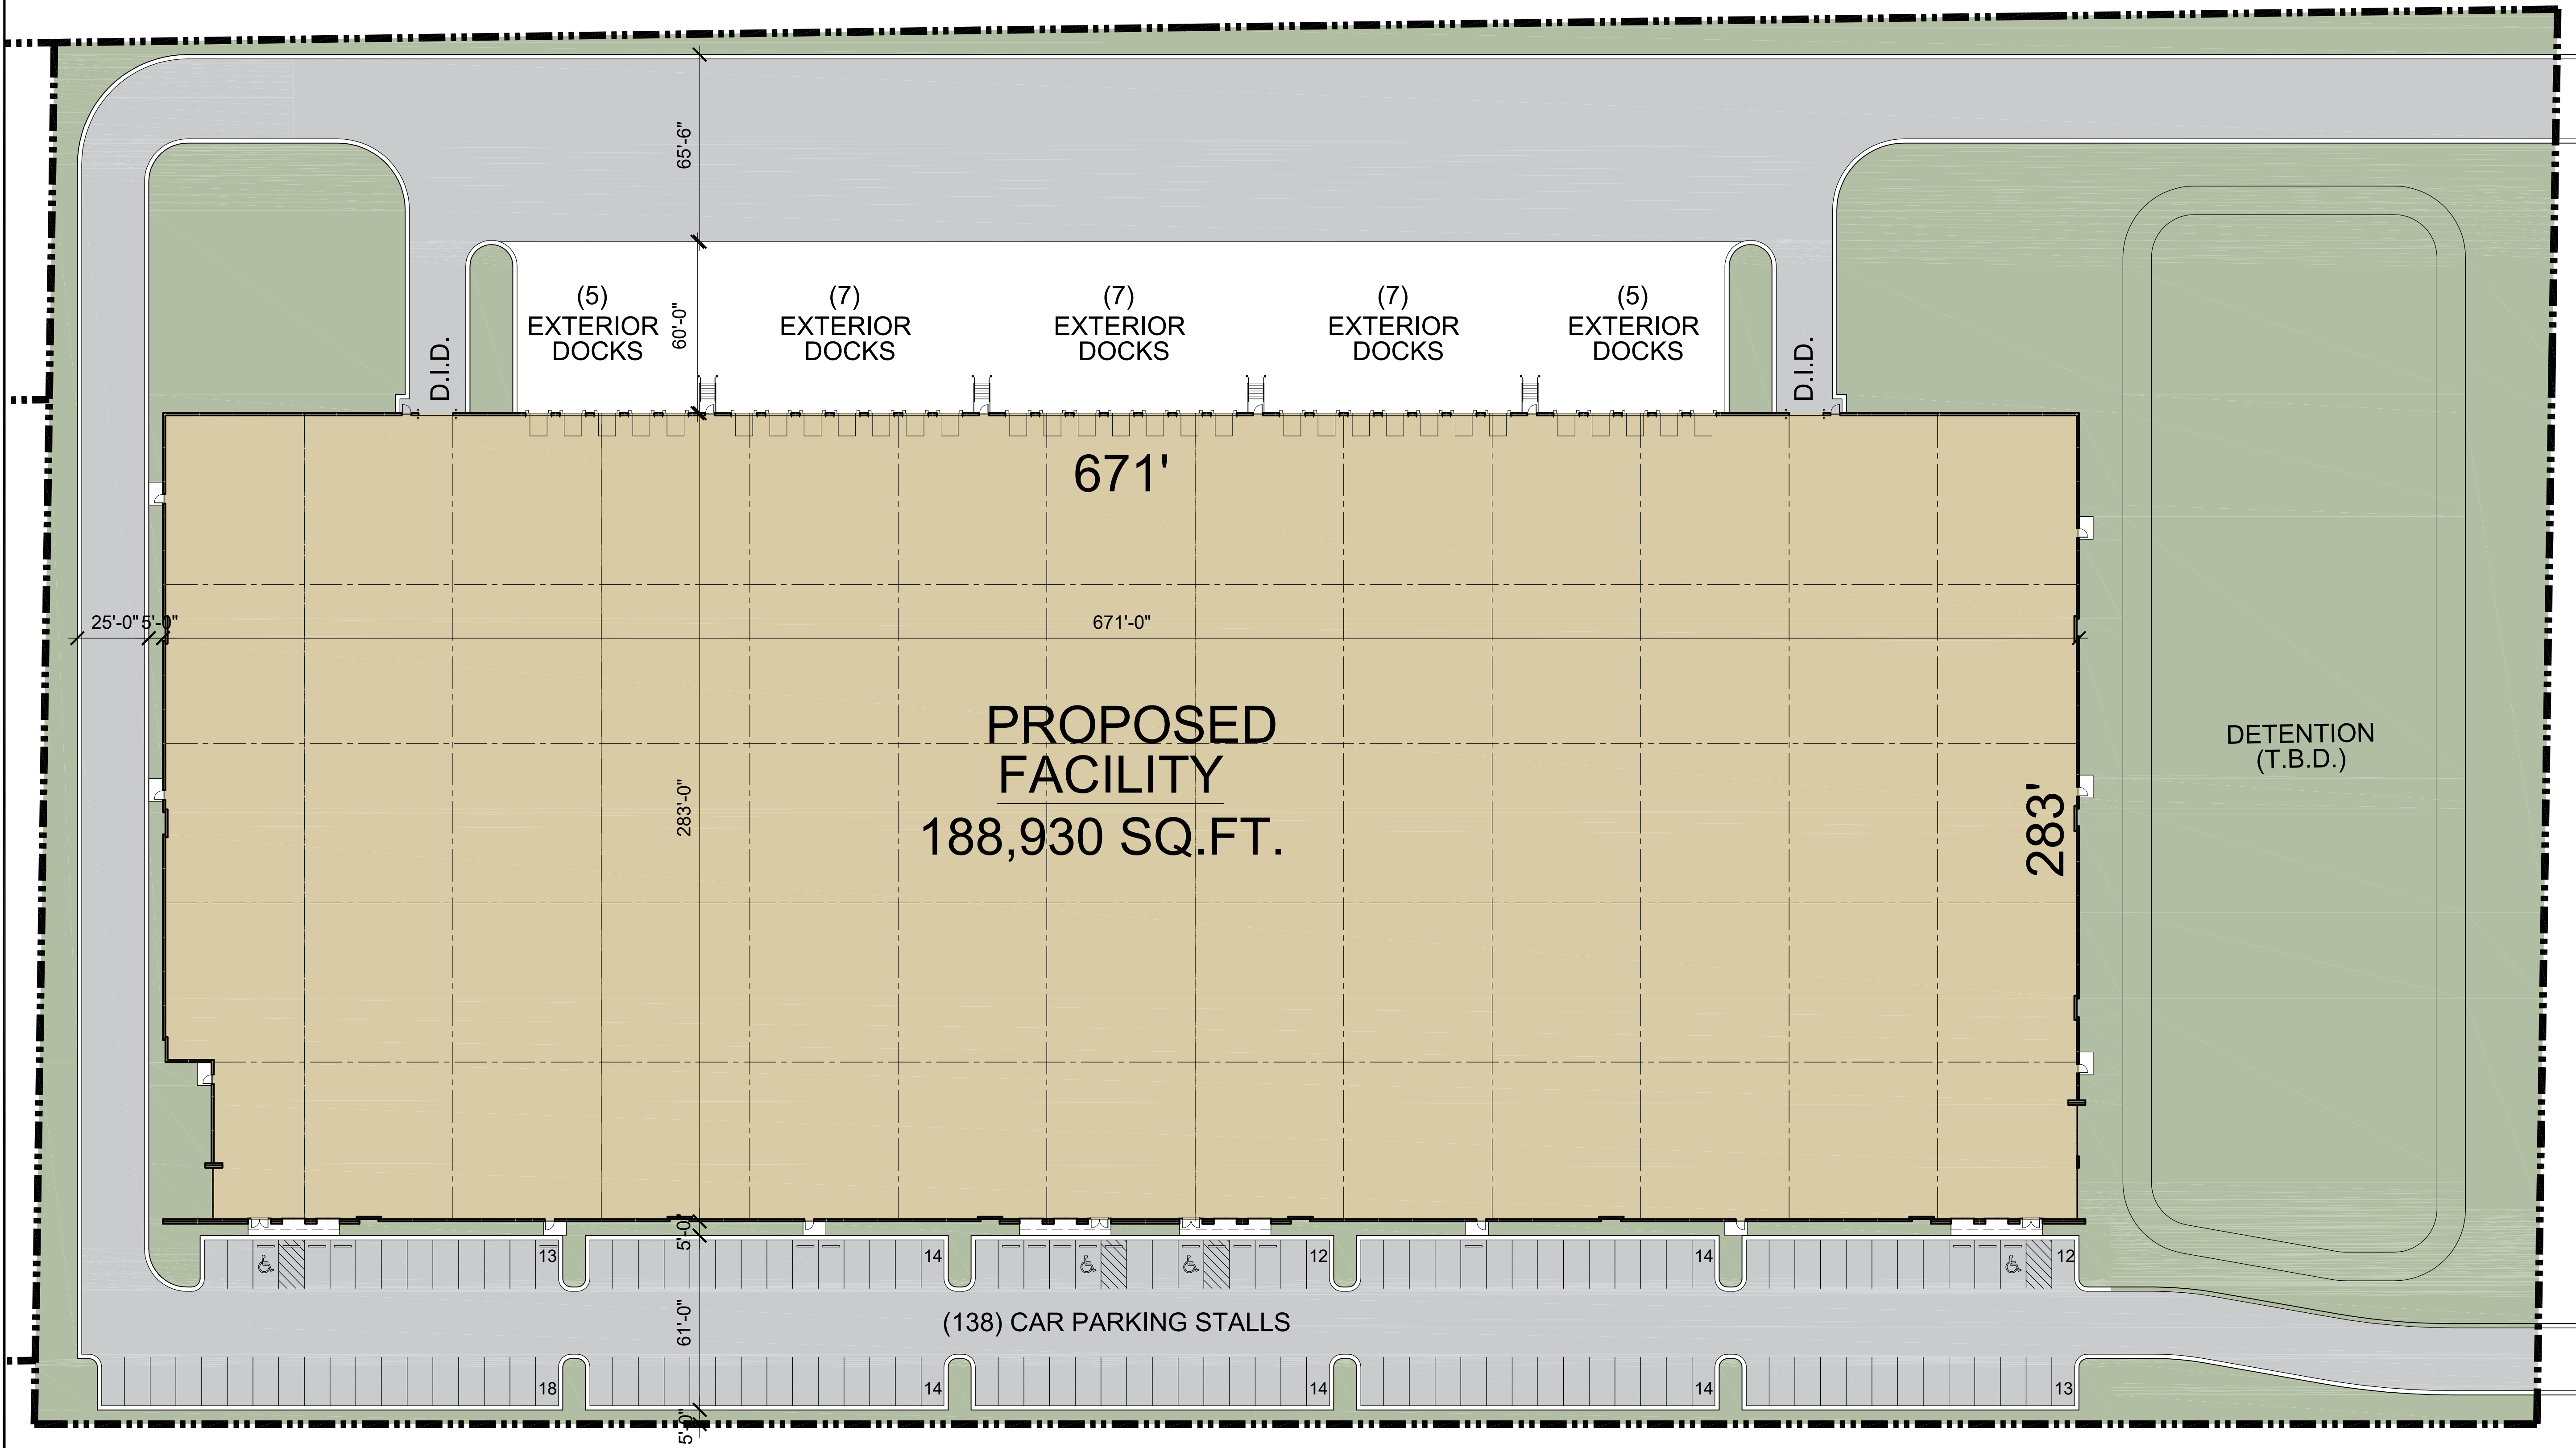 65'-6"
(5)
EXTERIOR
DOCKS
60'-0"
(7)
EXTERIOR
DOCKS
(7)
EXTERIOR
DOCKS
(7)
EXTERIOR
DOCKS
(5)
EXTERIOR
DOCKS
D.I.D.
D.I.D.
671'
25'-0"
5'-0"
671'-0"
PROPOSED
FACILITY
188,930 SQ.FT.
283'-0"
283'
DETENTION
(T.B.D.)
5'-0"
13
14
12
14
12
61'-0"
(138) CAR PARKING STALLS
18
14
14
14
13
5'-0"